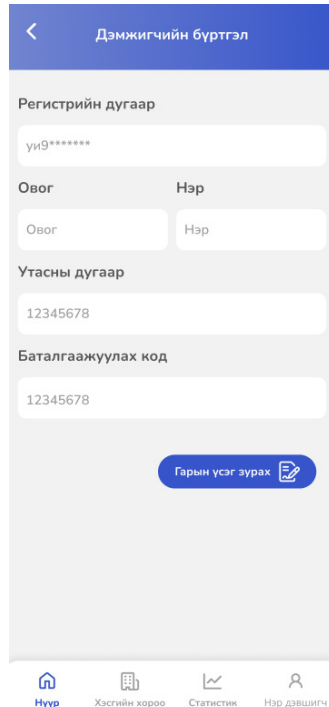 Дэмжигчийн бүртгэл
Регистрийн дугаар
уи9*******
Овог Нэр
Овог Нэр
Утасны дугаар
12345678
Баталгаажуулах код
12345678
Гарын үсэг зурах
Нүүр Хэсгийн хороо Статистик Нэр дэвшигч